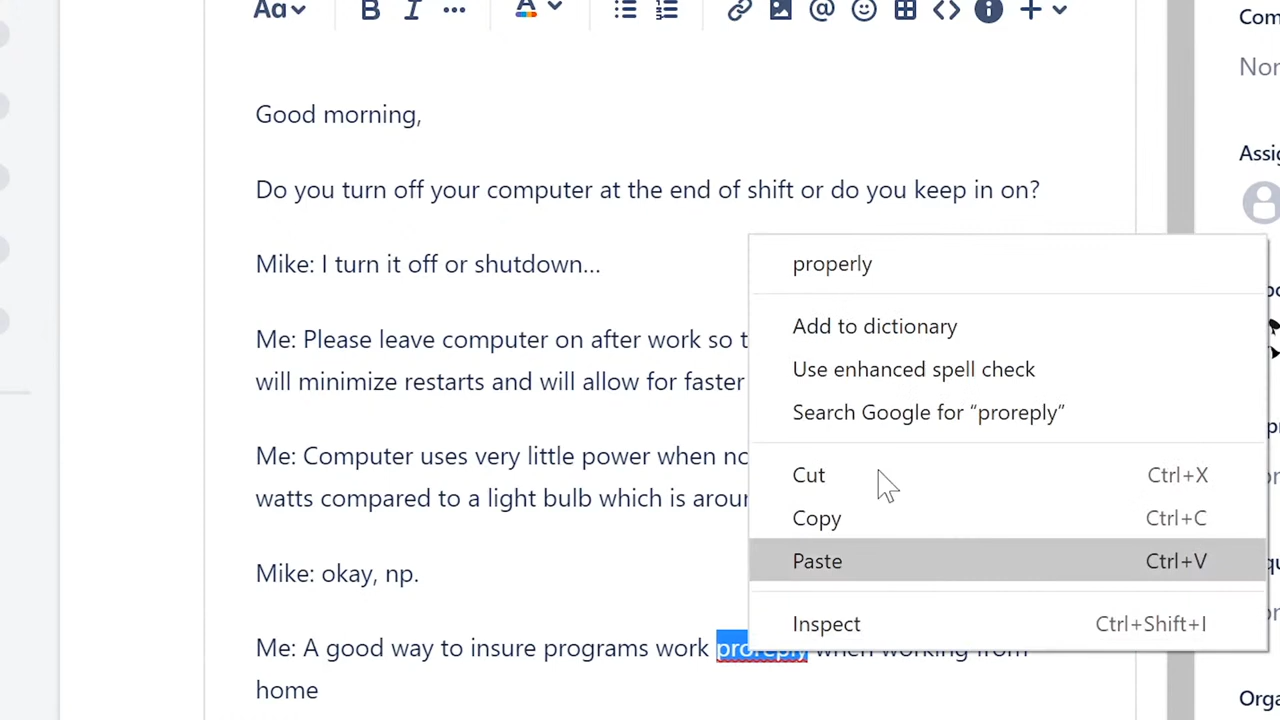 Aa B I ... A @ <> +
Com
Nor
Good morning,
Assig
Do you turn off your computer at the end of shift or do you keep in on?
properly
Mike: I turn it off or shutdown...
Add to dictionary
Me: Please leave computer on after work so t
Use enhanced spell check
will minimize restarts and will allow for faster
Search Google for “proreply”
Me: Computer uses very little power when no
Cut Ctrl+X
watts compared to a light bulb which is arour
Copy Ctrl+C
Paste Ctrl+V
Mike: okay, np.
Inspect Ctrl+Shift+I
Me: A good way to insure programs work proreply when working from
home
Orga